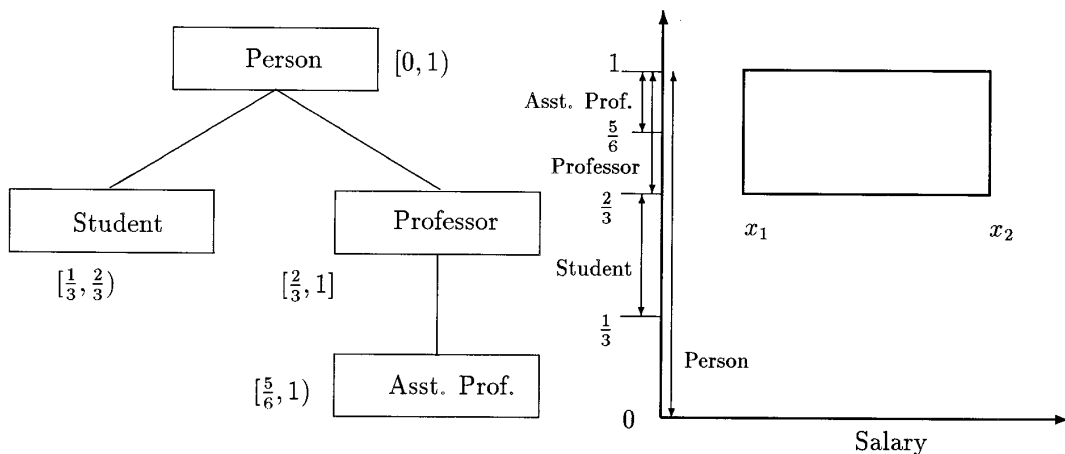 Person [0, 1)
Student
Professor
[1/3, 2/3)
[2/3, 1]
[5/6, 1)
Asst. Prof.
1
Asst. Prof.
5/6
Professor
2/3
x₁
x₂
Student
1/3
Person
0
Salary